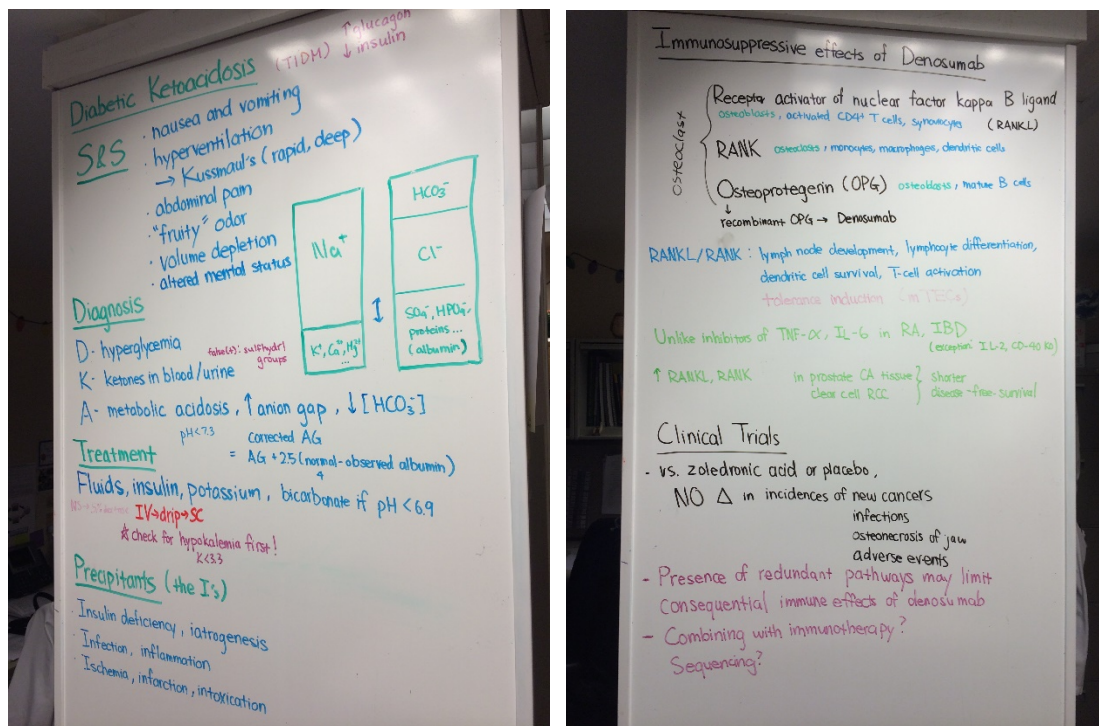 Diabetic Ketoacidosis (TIDM) ↑glucagon
↓ insulin
S&S · nausea and vomiting
· hyperventilation
→ Kussmaul's (rapid, deep)
· abdominal pain
· "fruity" odor
· volume depletion
· altered mental status
Na⁺
K⁺, Ca²⁺, Mg²⁺
...
HCO₃⁻
Cl⁻
SO₄⁻, HPO₄⁻
proteins...
(albumin)
Diagnosis
D- hyperglycemia
K- ketones in blood/urine
false(+): sulfhydrl
groups
A- metabolic acidosis, ↑ anion gap, ↓ [HCO₃⁻]
pH<7.3
corrected AG
= AG + 2.5 (normal-observed albumin)
4
Treatment
Fluids, insulin, potassium, bicarbonate if pH < 6.9
IV→drip→SC
☆ check for hypokalemia first!
K<3.3
Precipitants (the I's)
· Insulin deficiency, iatrogenesis
· Infection, inflammation
· Ischemia, infarction, intoxication
Immunosuppressive effects of Denosumab
osteoclast
Receptor activator of nuclear factor kappa B ligand
osteoblasts, activated CD4+ T cells, synoviocytes (RANKL)
RANK osteoclasts, monocytes, macrophages, dendritic cells
Osteoprotegerin (OPG) osteoblasts, mature B cells
↓
recombinant OPG → Denosumab
RANKL/RANK: lymph node development, lymphocyte differentiation,
dendritic cell survival, T-cell activation
tolerance induction (mTECs)
Unlike inhibitors of TNF-α, IL-6 in RA, IBD
(exception: IL-2, CD-40 KO)
↑ RANKL, RANK in prostate CA tissue } shorter
clear cell RCC disease-free-survival
Clinical Trials
- vs. zoledronic acid or placebo,
NO Δ in incidences of new cancers
infections
osteonecrosis of jaw
adverse events
- Presence of redundant pathways may limit
consequential immune effects of denosumab
- Combining with immunotherapy?
Sequencing?